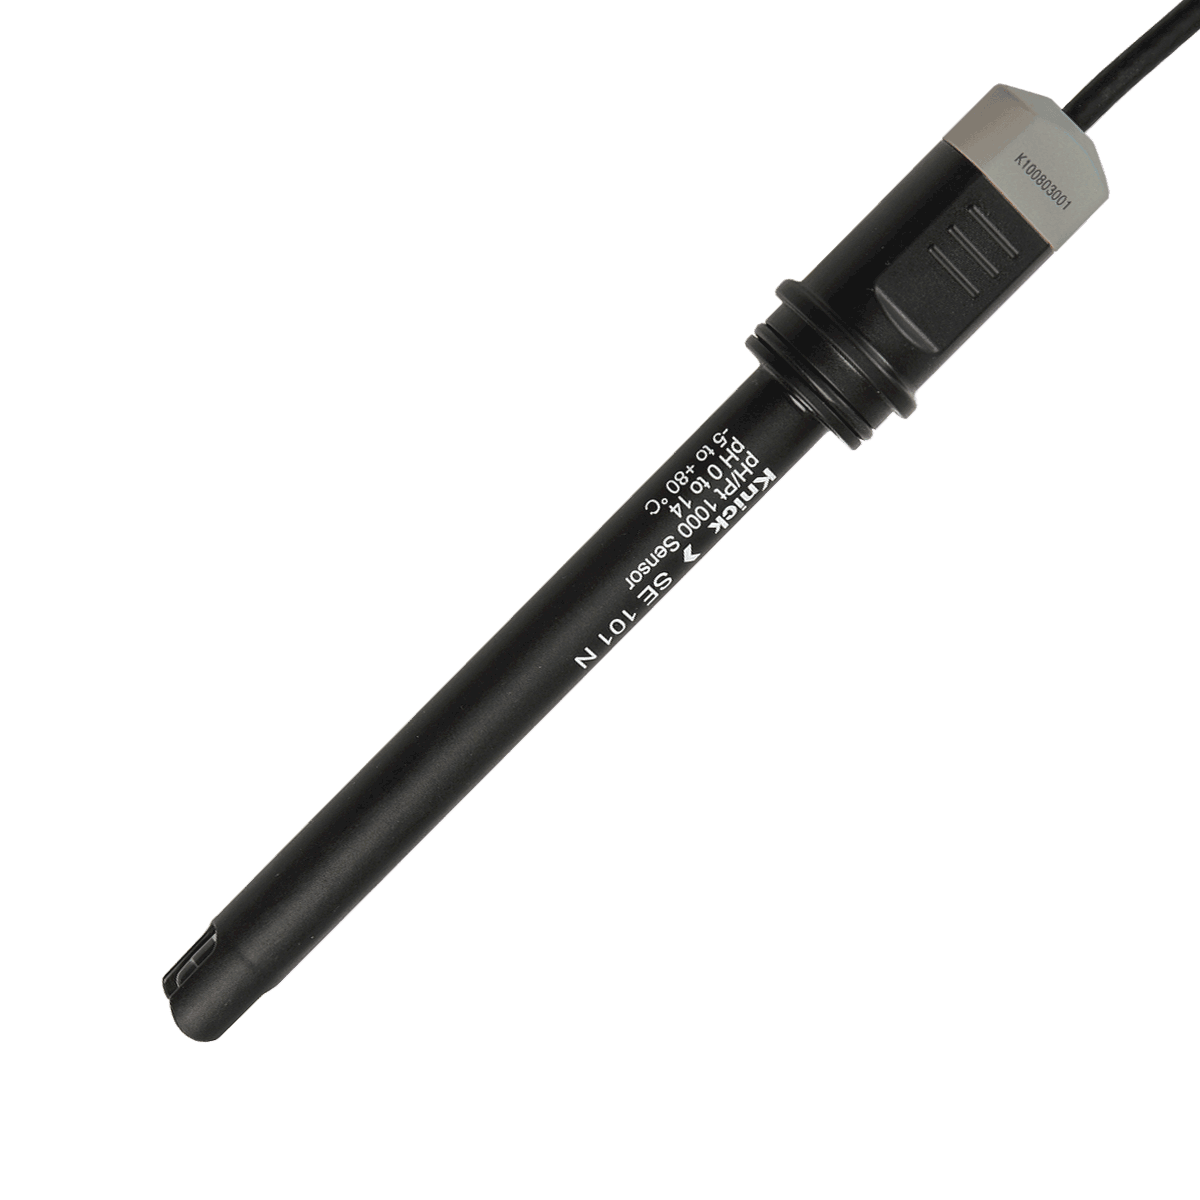 K100803001
Knick > SE 101 N
pH/Pt 1000 Sensor
pH 0 to 14
-5 to +80 °C